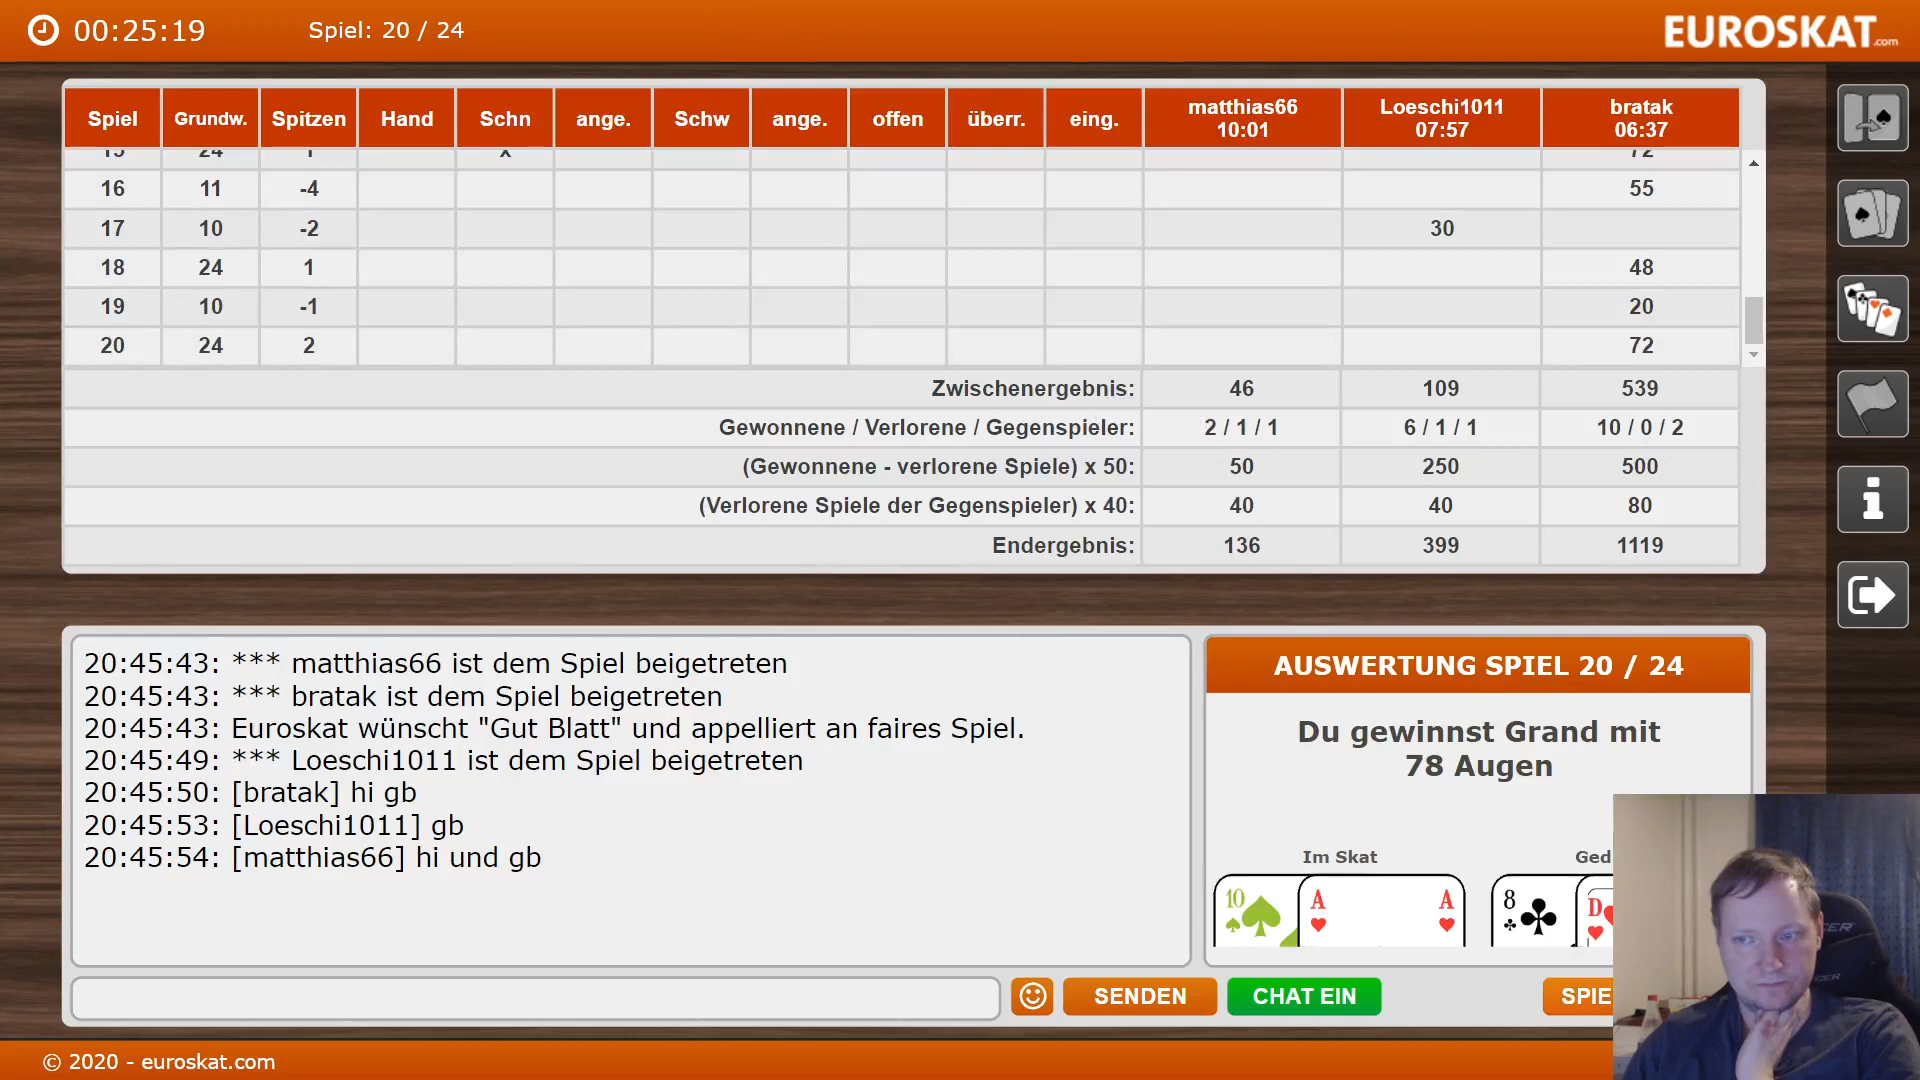 00:25:19 Spiel: 20 / 24 EUROSKAT.com
Spiel Grundw. Spitzen Hand Schn ange. Schw ange. offen überr. eing. matthias66 10:01 Loeschi1011 07:57 bratak 06:37
15 24 1 x 72
16 11 -4 55
17 10 -2 30
18 24 1 48
19 10 -1 20
20 24 2 72
Zwischenergebnis: 46 109 539
Gewonnene / Verlorene / Gegenspieler: 2 / 1 / 1 6 / 1 / 1 10 / 0 / 2
(Gewonnene - verlorene Spiele) x 50: 50 250 500
(Verlorene Spiele der Gegenspieler) x 40: 40 40 80
Endergebnis: 136 399 1119
20:45:43: *** matthias66 ist dem Spiel beigetreten
20:45:43: *** bratak ist dem Spiel beigetreten
20:45:43: Euroskat wünscht "Gut Blatt" und appelliert an faires Spiel.
20:45:49: *** Loeschi1011 ist dem Spiel beigetreten
20:45:50: [bratak] hi gb
20:45:53: [Loeschi1011] gb
20:45:54: [matthias66] hi und gb
AUSWERTUNG SPIEL 20 / 24
Du gewinnst Grand mit
78 Augen
Im Skat Ged
10 A A 8 D
SENDEN CHAT EIN SPIE
© 2020 - euroskat.com